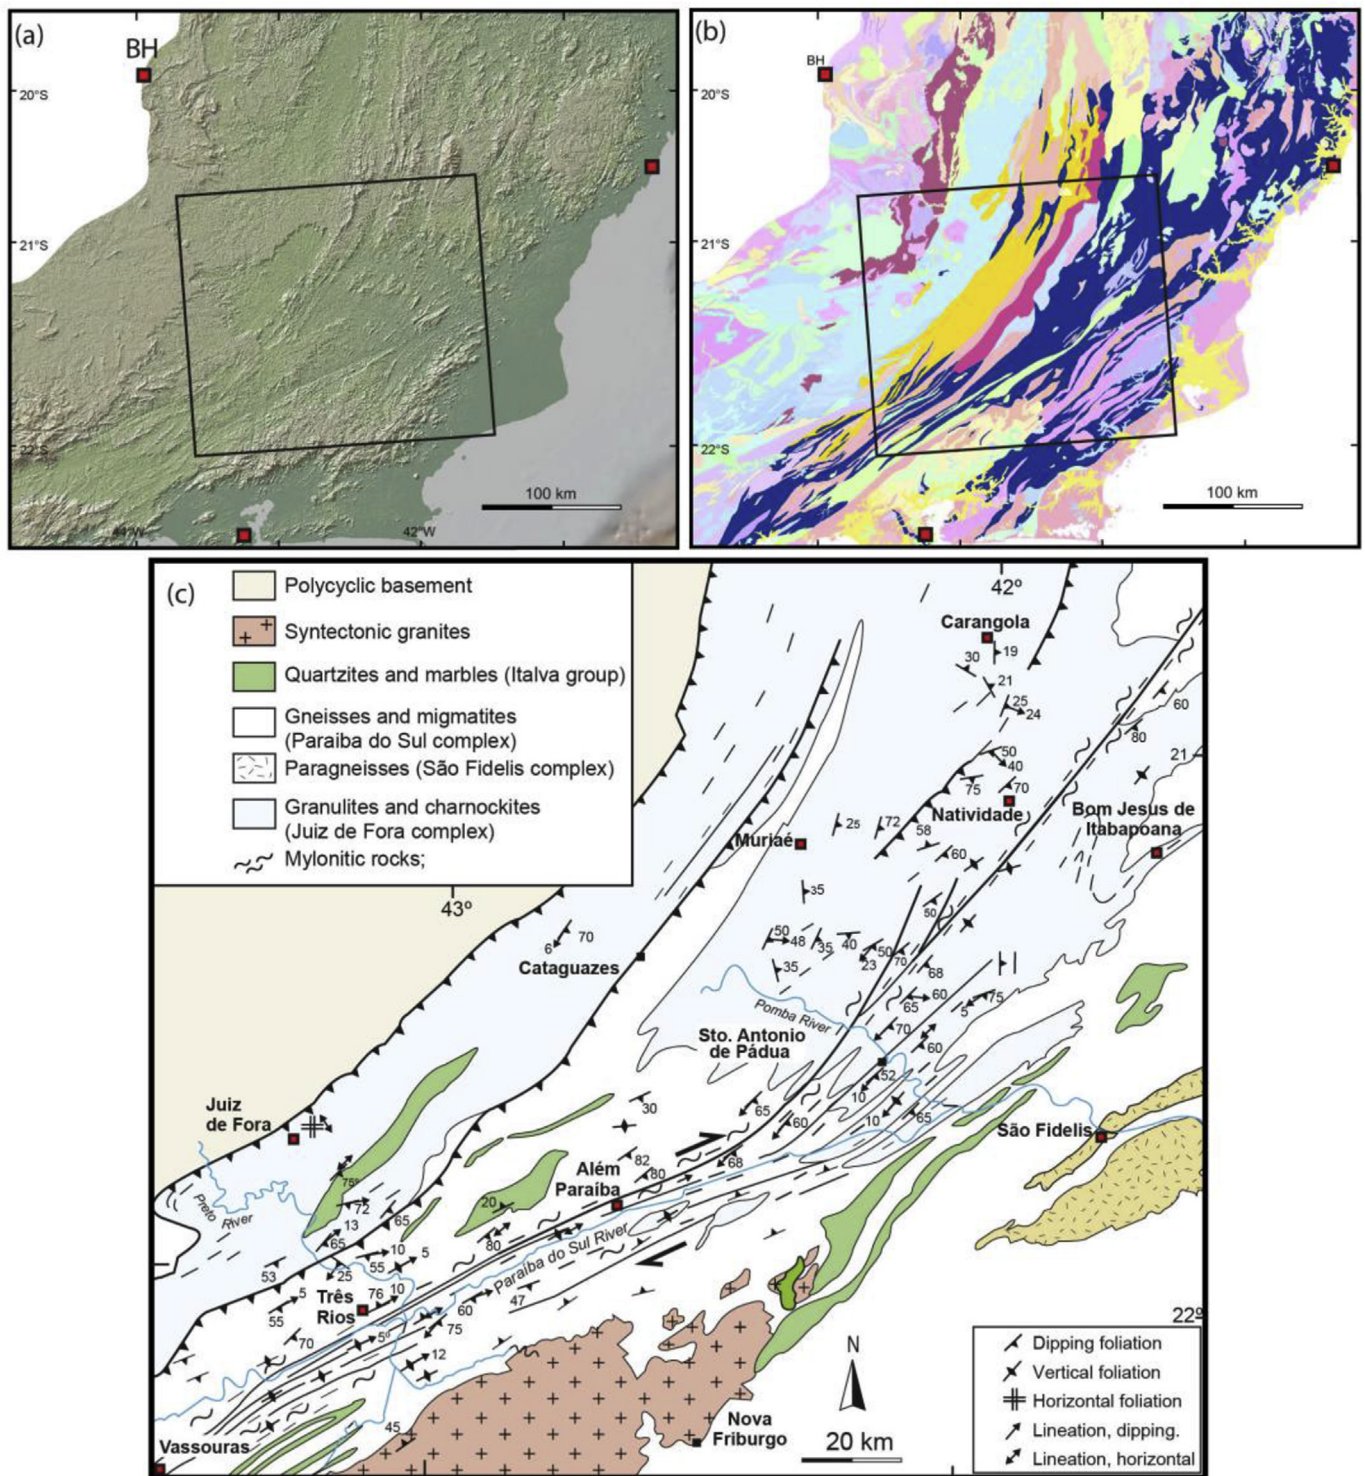 (a)
BH
20°S
21°S
22°S
44°W
42°W
100 km
(b)
BH
20°S
21°S
22°S
100 km
(c)
Polycyclic basement
Syntectonic granites
Quartzites and marbles (Italva group)
Gneisses and migmatites
(Paraiba do Sul complex)
Paragneisses (São Fidelis complex)
Granulites and charnockites
(Juiz de Fora complex)
Mylonitic rocks;
42º
Carangola
30
19
21
25
24
60
80
21
50
40
75
70
Natividade
Bom Jesus de
Itabapoana
Muriaé
25
72
58
60
43º
35
50
70
6
Cataguazes
50
48
35
40
50
23
70
68
35
60
65
5
75
Pomba River
Sto. Antonio
de Pádua
70
60
52
10
10
65
Juiz
de Fora
30
65
60
São Fidelis
75º
72
Preto
River
13
65
65
82
80
68
Além
Paraíba
20
80
Paraíba do Sul River
10
55
5
53
25
5
55
Três
Rios
76
10
60
47
75
70
5º
12
22º
45
Vassouras
Nova
Friburgo
N
20 km
Dipping foliation
Vertical foliation
Horizontal foliation
Lineation, dipping.
Lineation, horizontal